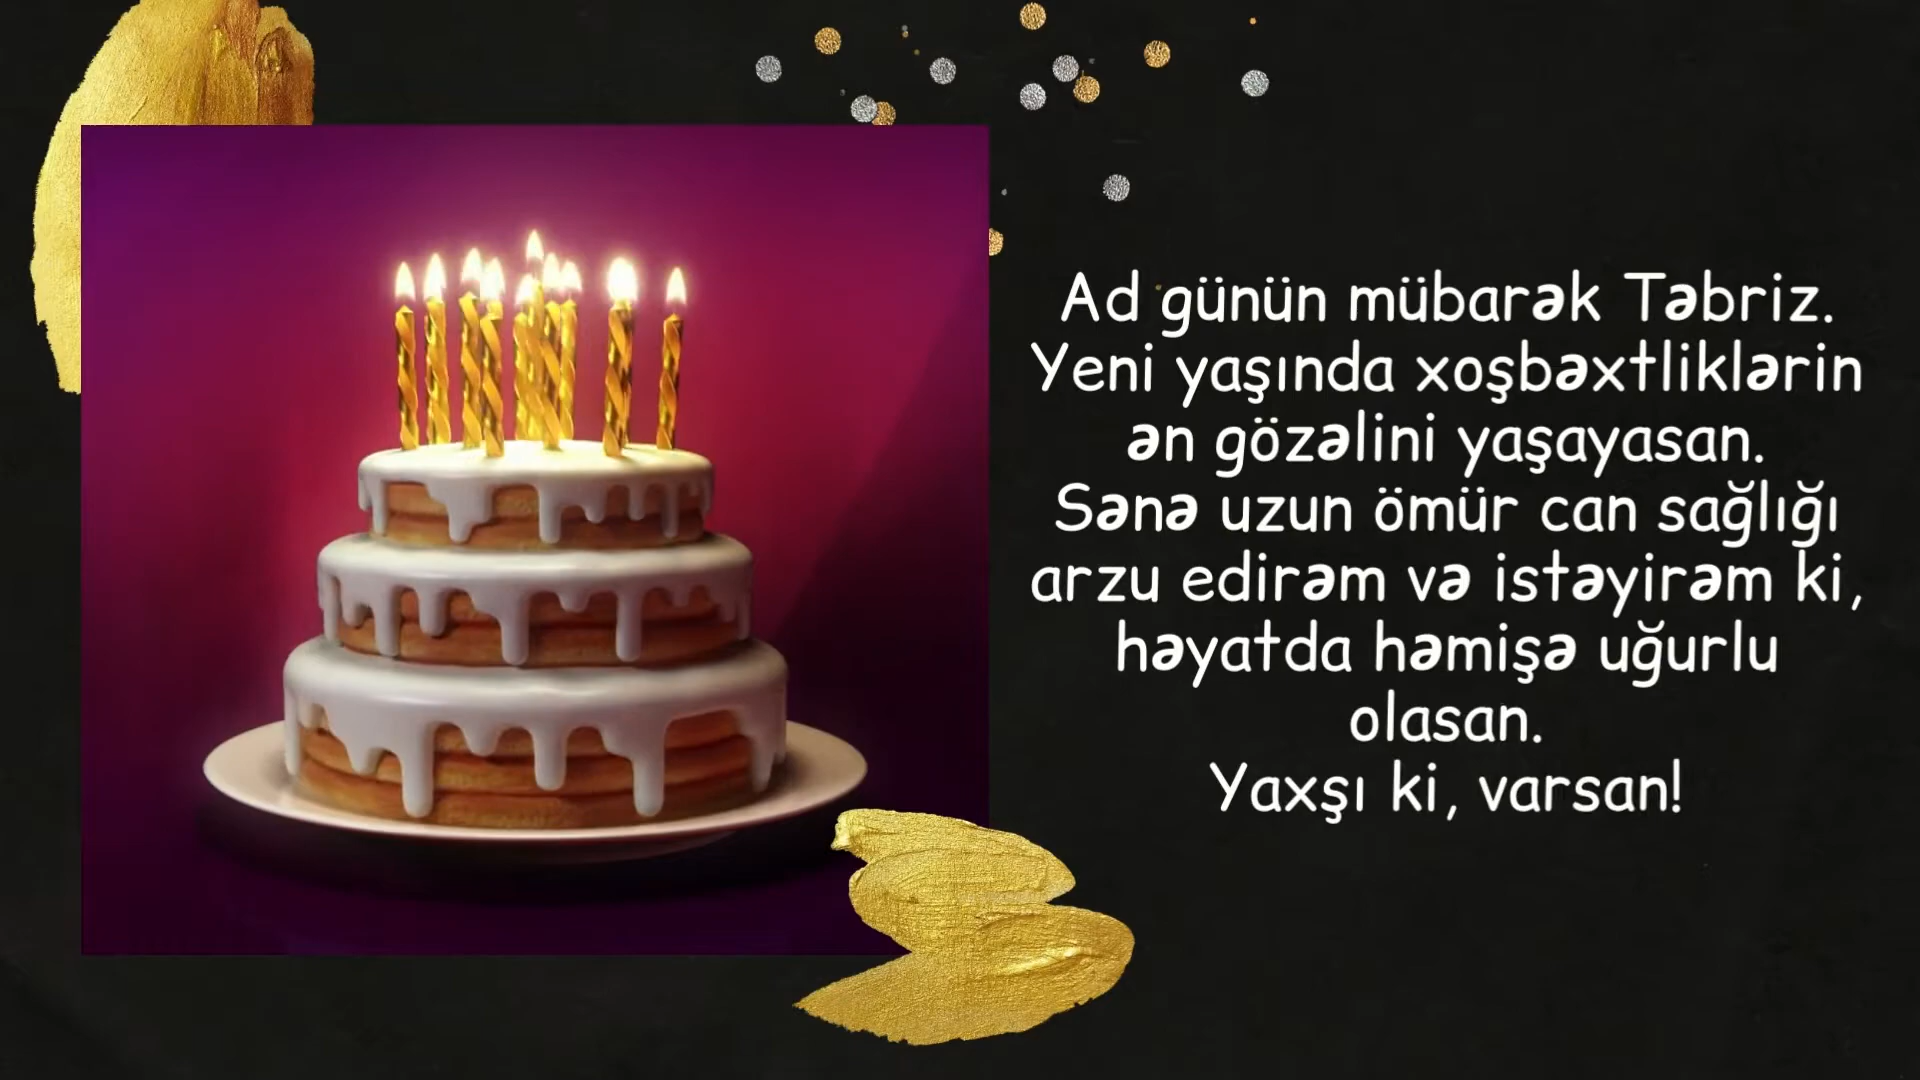 Ad günün mübarək Təbriz.
Yeni yaşında xoşbəxtliklərin
ən gözəlini yaşayasan.
Sənə uzun ömür can sağlığı
arzu edirəm və istəyirəm ki,
həyatda həmişə uğurlu
olasan.
Yaxşı ki, varsan!